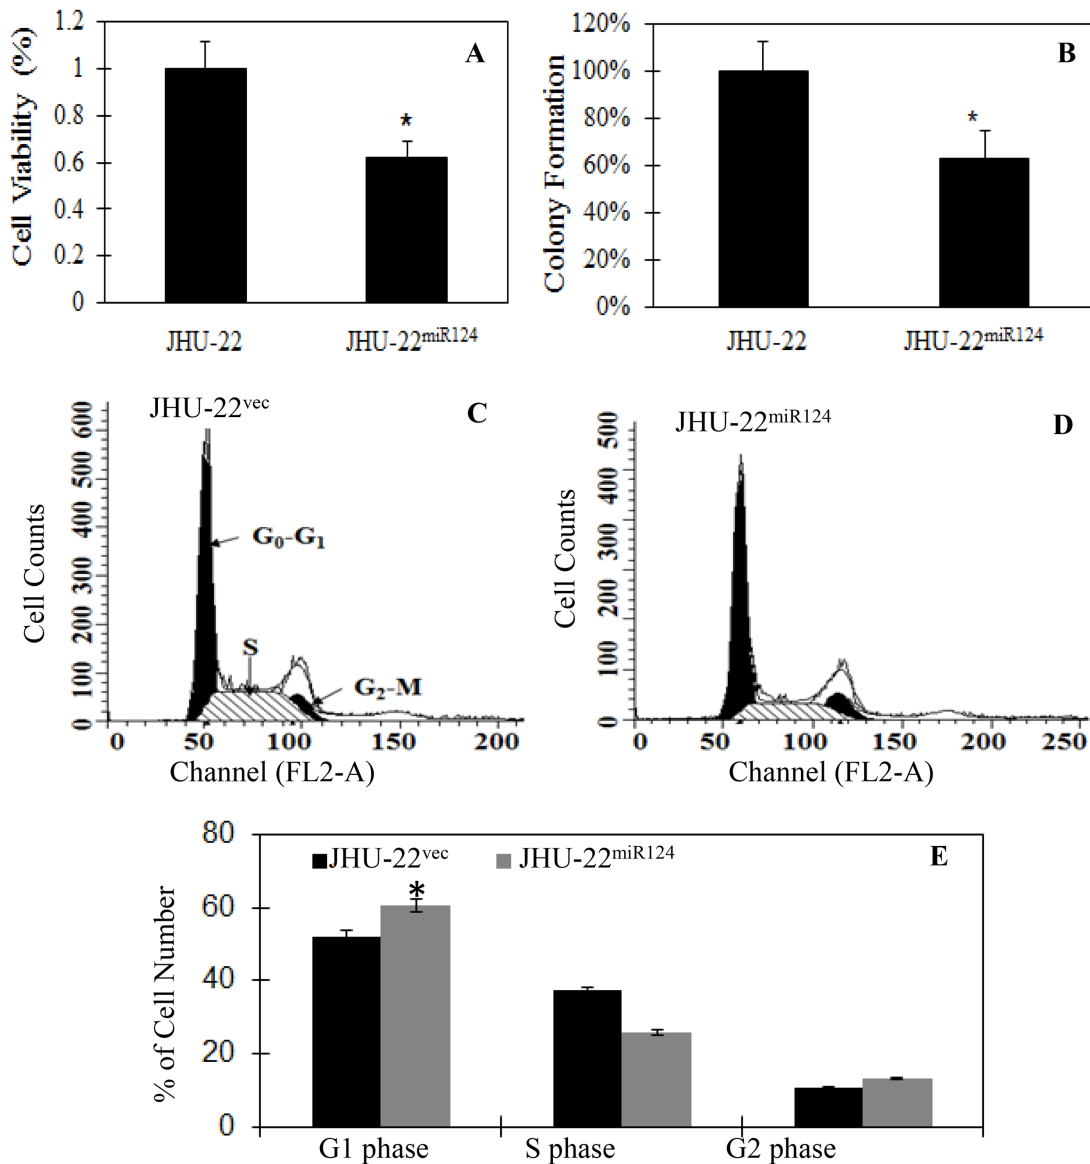 A
Cell Viability (%)
1.2
1
0.8
0.6
0.4
0.2
0
*
JHU-22
JHU-22miR124
B
Colony Formation
120%
100%
80%
60%
40%
20%
0%
*
JHU-22
JHU-22miR124
JHU-22vec
C
Cell Counts
600
500
400
300
200
100
0
G0-G1
S
G2-M
0 50 100 150 200
Channel (FL2-A)
JHU-22miR124
D
Cell Counts
500
400
300
200
100
0
0 50 100 150 200 250
Channel (FL2-A)
E
JHU-22vec JHU-22miR124
% of Cell Number
80
60
40
20
0
*
G1 phase S phase G2 phase